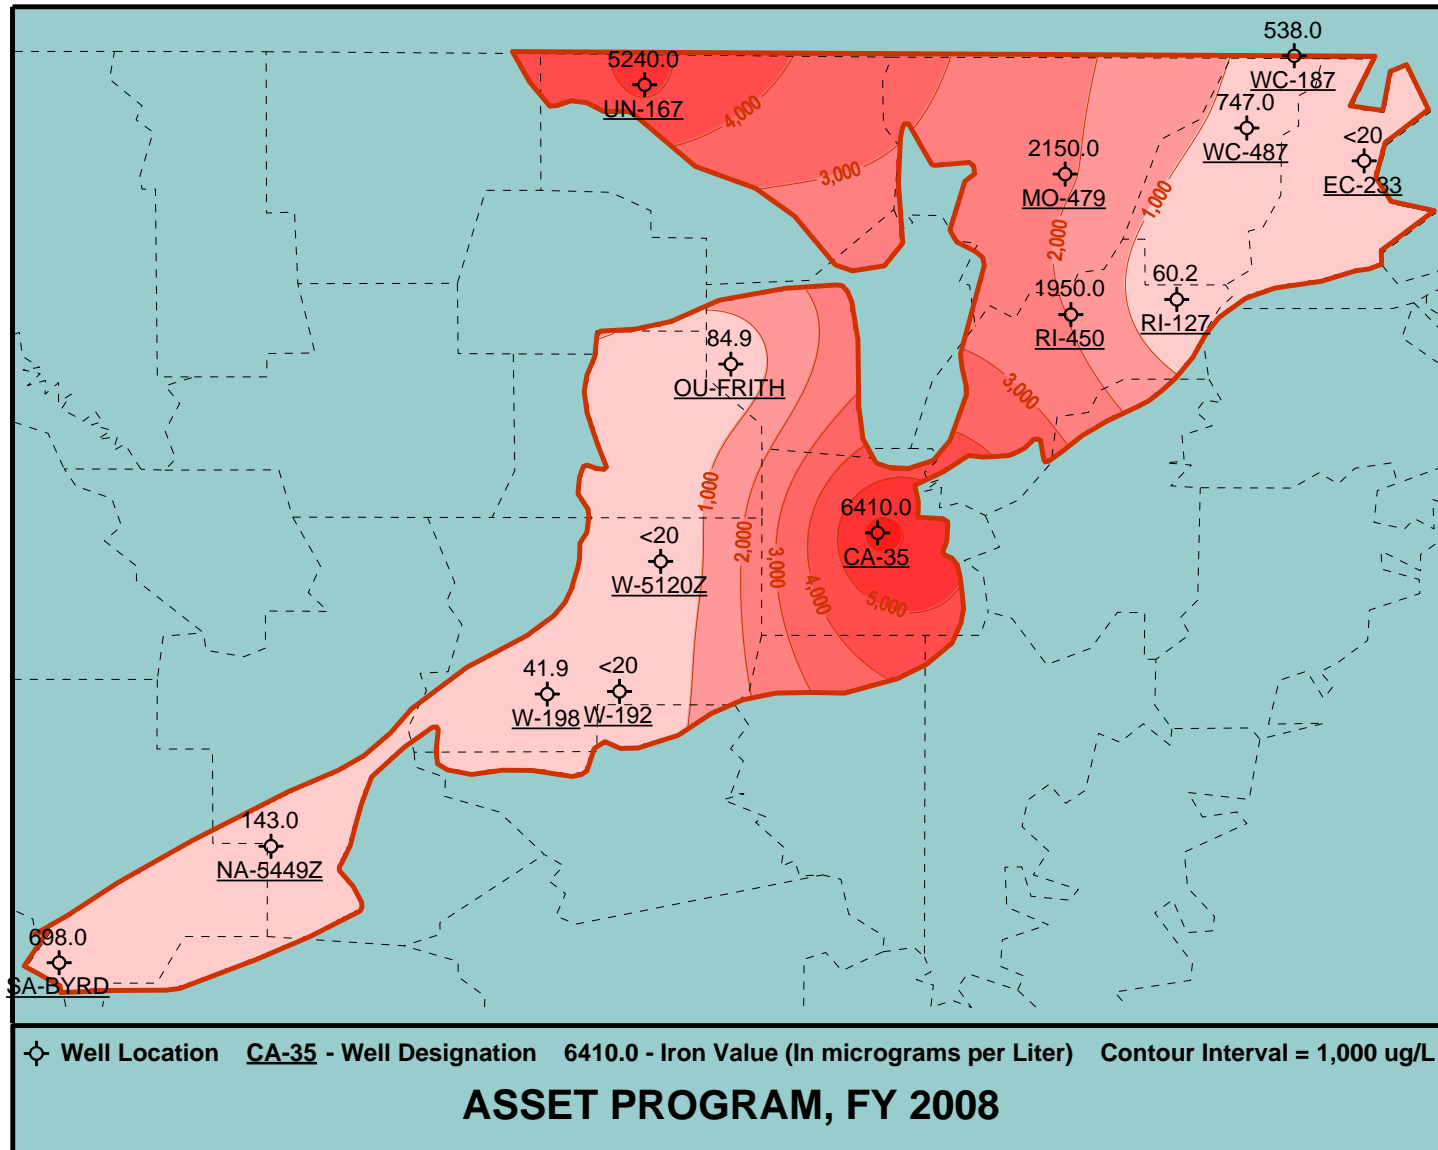 538.0
WC-187
5240.0
UN-167
4,000
747.0
WC-487
<20
EC-233
2150.0
MO-479
3,000
1,000
2,000
60.2
RI-127
1950.0
RI-450
84.9
OU-FRITH
3,000
1,000
6410.0
CA-35
<20
W-5120Z
2,000
3,000
4,000
5,000
41.9
W-198
<20
W-192
143.0
NA-5449Z
698.0
SA-BYRD
Well Location CA-35 - Well Designation 6410.0 - Iron Value (In micrograms per Liter) Contour Interval = 1,000 ug/L
ASSET PROGRAM, FY 2008